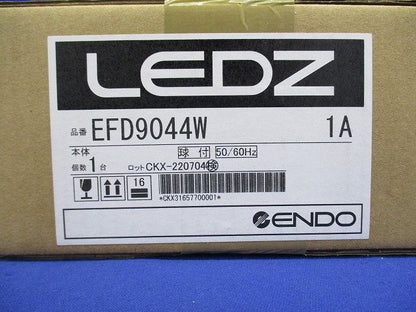 LEDZ
品番 EFD9044W 1A
本体 球付 50/60Hz
個数 1台 ロット CKX-220704 検
16
*CKX31657700001*
ENDO